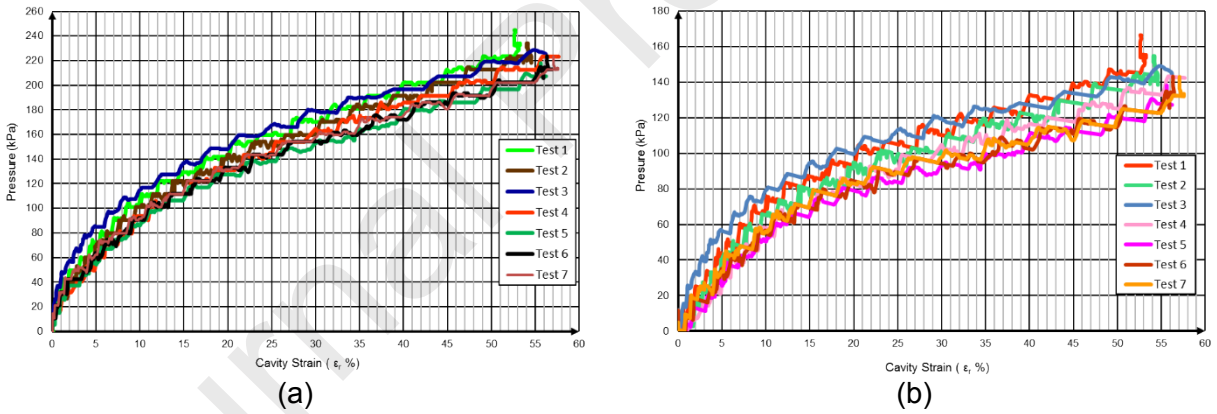 Pressure (kPa)
260
240
220
200
180
160
140
120
100
80
60
40
20
0
0 5 10 15 20 25 30 35 40 45 50 55 60
Cavity Strain ( εr %)
Test 1
Test 2
Test 3
Test 4
Test 5
Test 6
Test 7
(a)
Presure (kPa)
180
160
140
120
100
80
60
40
20
0
0 5 10 15 20 25 30 35 40 45 50 55 60
Cavity Strain ( εr %)
Test 1
Test 2
Test 3
Test 4
Test 5
Test 6
Test 7
(b)